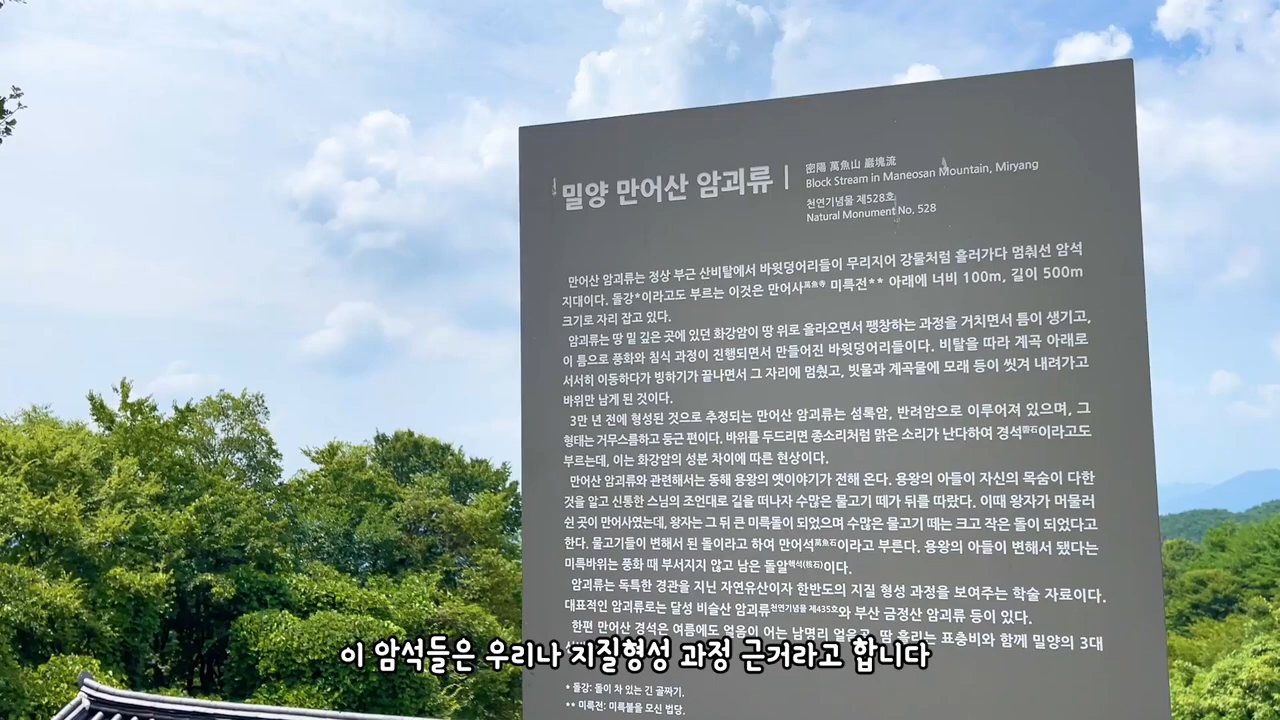 밀양 만어산 암괴류
密陽 萬魚山 巖塊流
Block Stream in Maneosan Mountain, Miryang
천연기념물 제528호
Natural Monument No. 528
만어산 암괴류는 정상 부근 산비탈에서 바윗덩어리들이 무리지어 강물처럼 흘러가다 멈춰선 암석
지대이다. 돌강*이라고도 부르는 이것은 만어사萬魚寺 미륵전** 아래에 너비 100m, 길이 500m
크기로 자리 잡고 있다.
암괴류는 땅 밑 깊은 곳에 있던 화강암이 땅 위로 올라오면서 팽창하는 과정을 거치면서 틈이 생기고,
이 틈으로 풍화와 침식 과정이 진행되면서 만들어진 바윗덩어리들이다. 비탈을 따라 계곡 아래로
서서히 이동하다가 빙하기가 끝나면서 그 자리에 멈췄고, 빗물과 계곡물에 모래 등이 씻겨 내려가고
바위만 남게 된 것이다.
3만 년 전에 형성된 것으로 추정되는 만어산 암괴류는 섬록암, 반려암으로 이루어져 있으며, 그
형태는 거무스름하고 둥근 편이다. 바위를 두드리면 종소리처럼 맑은 소리가 난다하여 경석磬石이라고도
부르는데, 이는 화강암의 성분 차이에 따른 현상이다.
만어산 암괴류와 관련해서는 동해 용왕의 옛이야기가 전해 온다. 용왕의 아들이 자신의 목숨이 다한
것을 알고 신통한 스님의 조언대로 길을 떠나자 수많은 물고기 떼가 뒤를 따랐다. 이때 왕자가 머물러
쉰 곳이 만어사였는데, 왕자는 그 뒤 큰 미륵돌이 되었으며 수많은 물고기 떼는 크고 작은 돌이 되었다고
한다. 물고기들이 변해서 된 돌이라고 하여 만어석萬魚石이라고 부른다. 용왕의 아들이 변해서 됐다는
미륵바위는 풍화 때 부서지지 않고 남은 돌알핵석(核石)이다.
암괴류는 독특한 경관을 지닌 자연유산이자 한반도의 지질 형성 과정을 보여주는 학술 자료이다.
대표적인 암괴류로는 달성 비슬산 암괴류천연기념물 제435호와 부산 금정산 암괴류 등이 있다.
한편 만어산 경석은 여름에도 얼음이 어는 남명리 얼음골, 땀 흘리는 표충비와 함께 밀양의 3대
이 암석들은 우리나라 지질형성 과정 근거라고 합니다
* 돌강: 돌이 차 있는 긴 골짜기.
** 미륵전: 미륵불을 모신 법당.